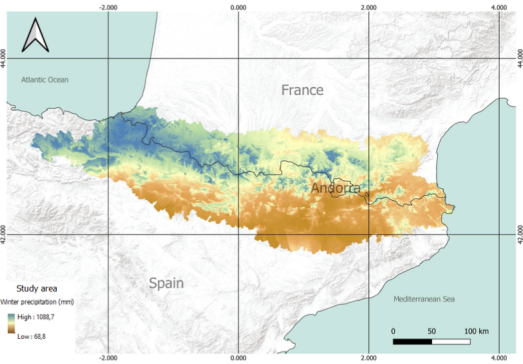 -2.000 0.000 2.000 4.000
44.000 44.000
Atlantic Ocean
France
Andorra
42.000 42.000
Spain
Study area
Winter precipitation (mm)
High : 1088,7
Low : 68,8
Mediterranean Sea
0 50 100 km
-2.000 0.000 2.000 4.000